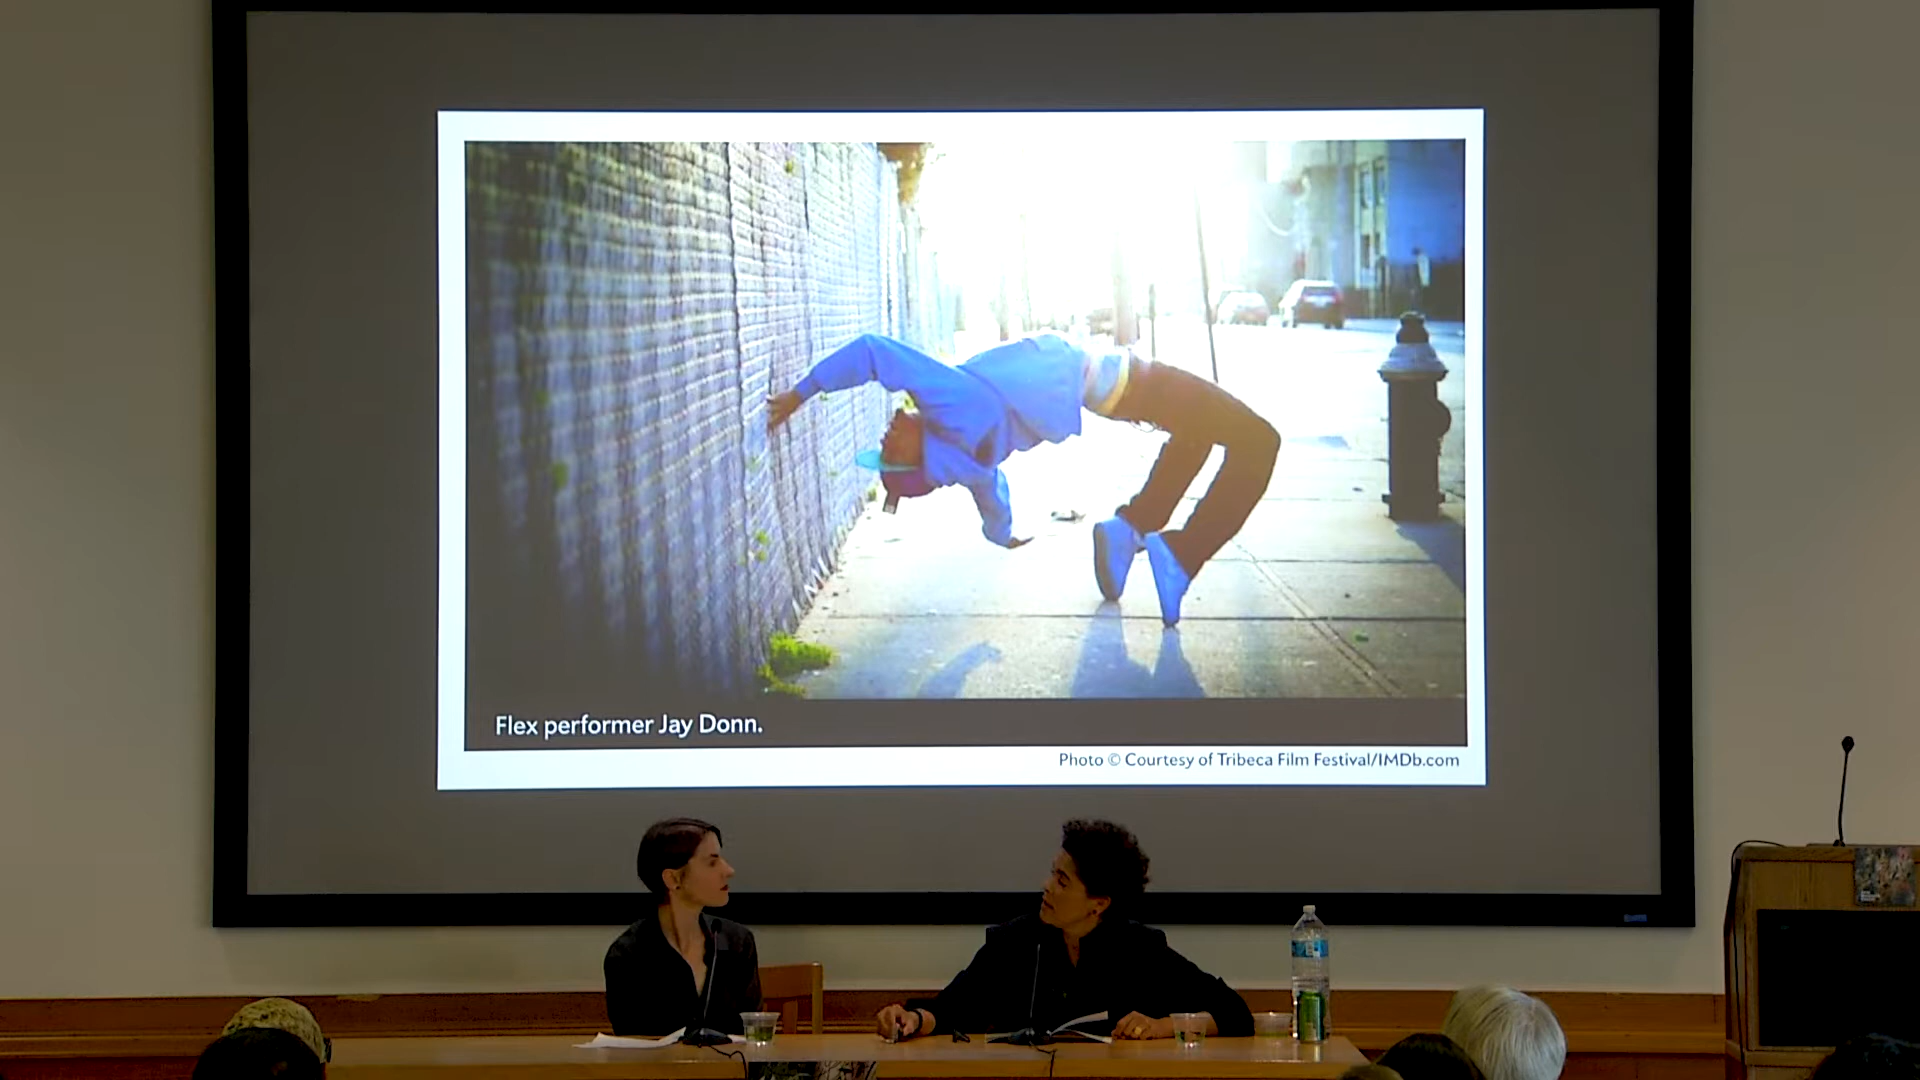 Flex performer Jay Donn.
Photo © Courtesy of Tribeca Film Festival/IMDb.com